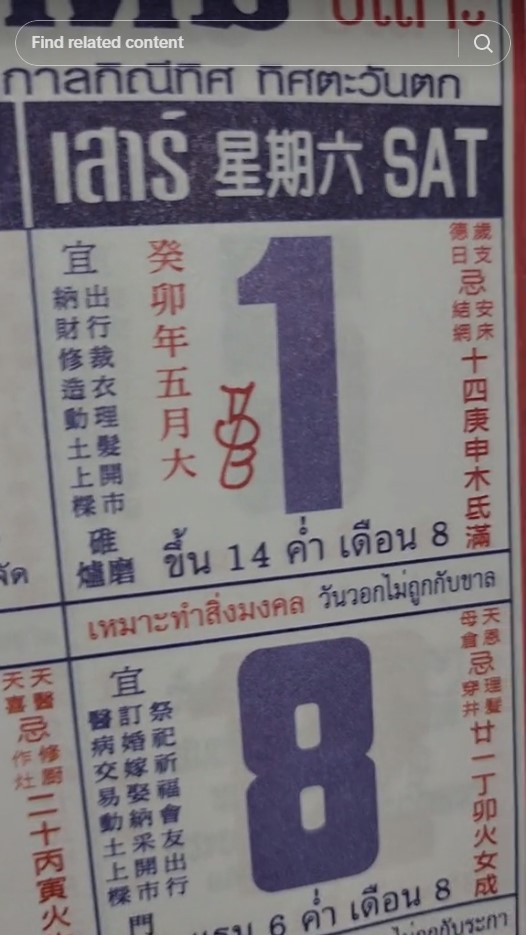 Find related content
กาลกิณีทิศ ทิศตะวันตก
เสาร์ 星期六 SAT
宜
出行裁衣理髮開市
納財修造動土上樑
碓磨
爐
癸卯年五月大
1
歲支
德日
忌
安床
結網
十四庚申木氐滿
ขึ้น 14 ค่ำ เดือน 8
เหมาะทำสิ่งมงคล วันวอกไม่ถูกกับขาล
天醫
天喜
忌
修廚
作灶
二十丙寅火
宜
祭祀祈福會友出行
訂婚嫁娶納采開市
醫病交易動土上樑
門
8
天恩
母倉
忌
理髮
穿井
廿一丁卯火女成
6 ค่ำ เดือน 8